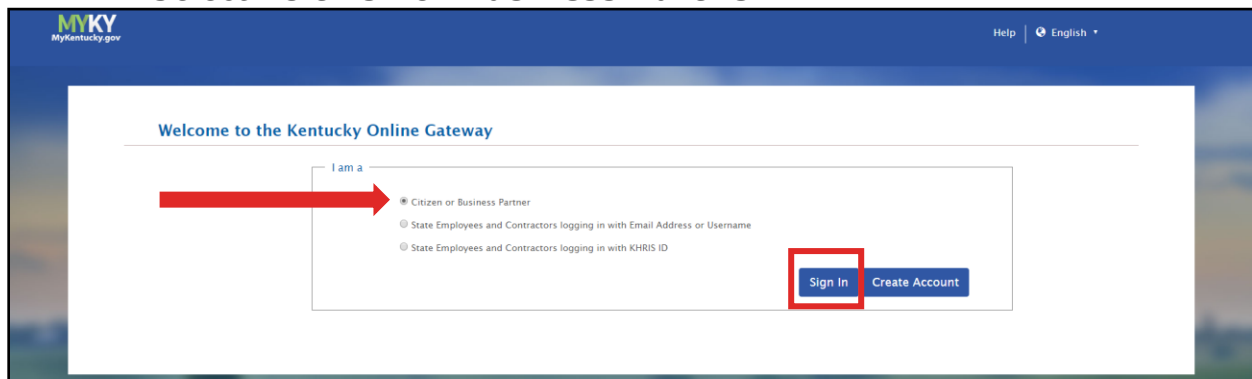 MYKY
MyKentucky.gov
Help
English
Welcome to the Kentucky Online Gateway
I am a
Citizen or Business Partner
State Employees and Contractors logging in with Email Address or Username
State Employees and Contractors logging in with KHRIS ID
Sign In
Create Account